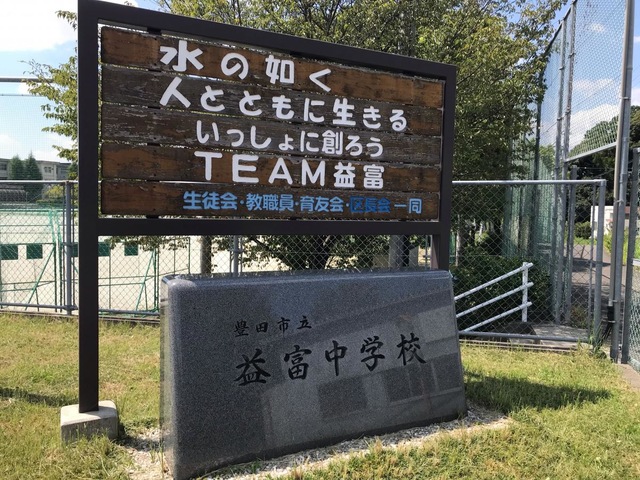 水の如く
人とともに生きる
いっしょに創ろう
TEAM益富
生徒会・教職員・育友会・区長会 一同
豊田市立
益富中学校